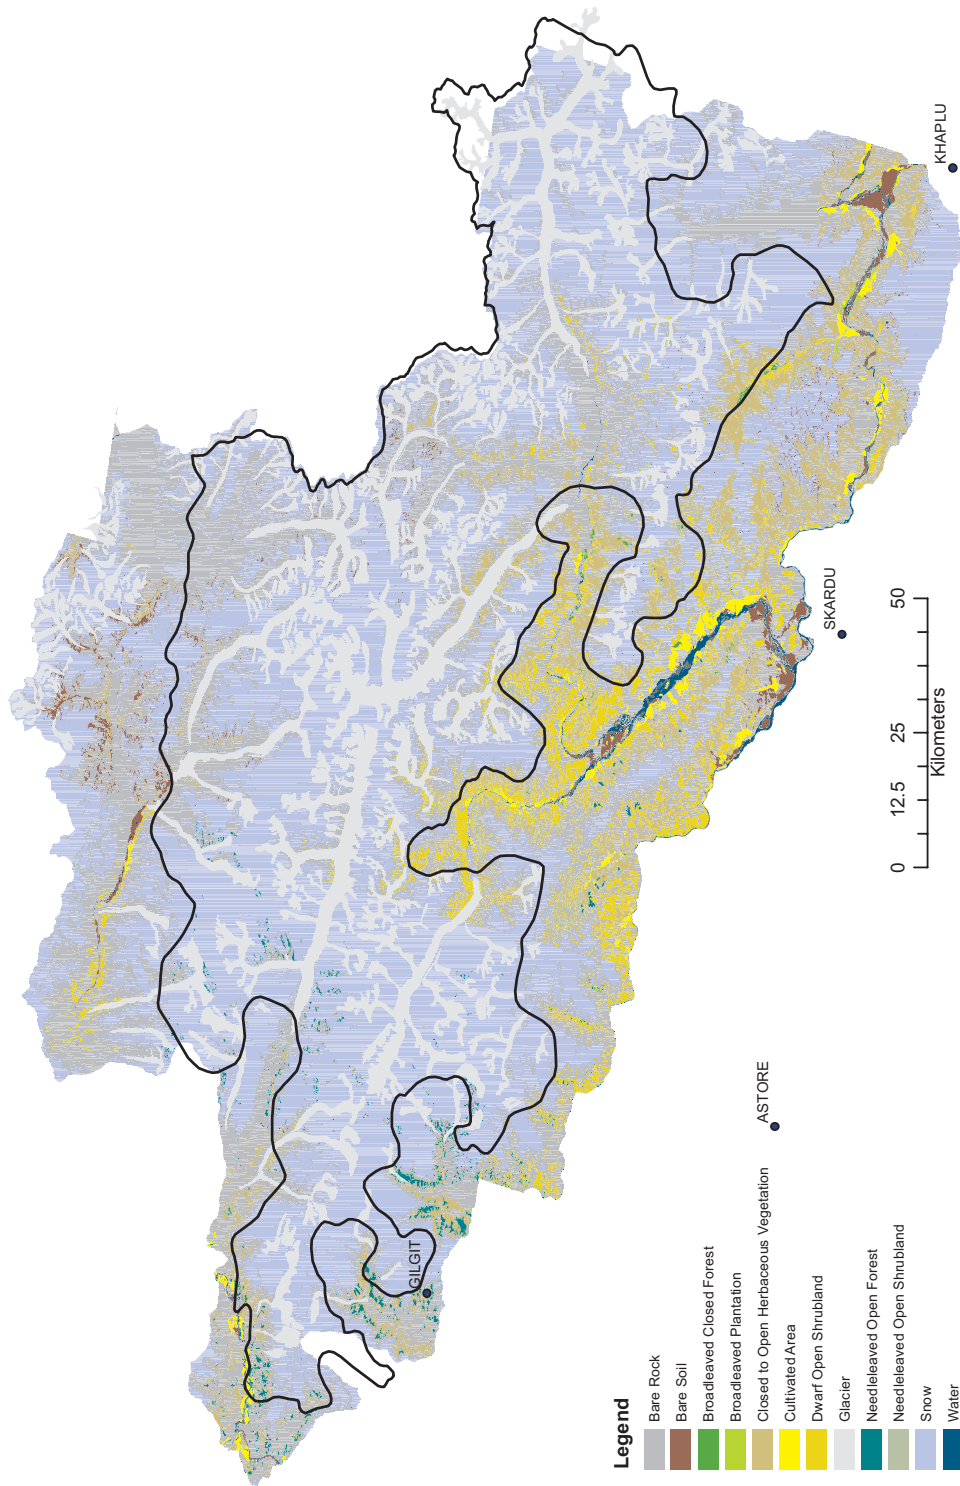 KHAPLU
SKARDU
ASTORE
GILGIT
0 12.5 25 50
Kilometers
Legend
Bare Rock
Bare Soil
Broadleaved Closed Forest
Broadleaved Plantation
Closed to Open Herbaceous Vegetation
Cultivated Area
Dwarf Open Shrubland
Glacier
Needleleaved Open Forest
Needleleaved Open Shrubland
Snow
Water